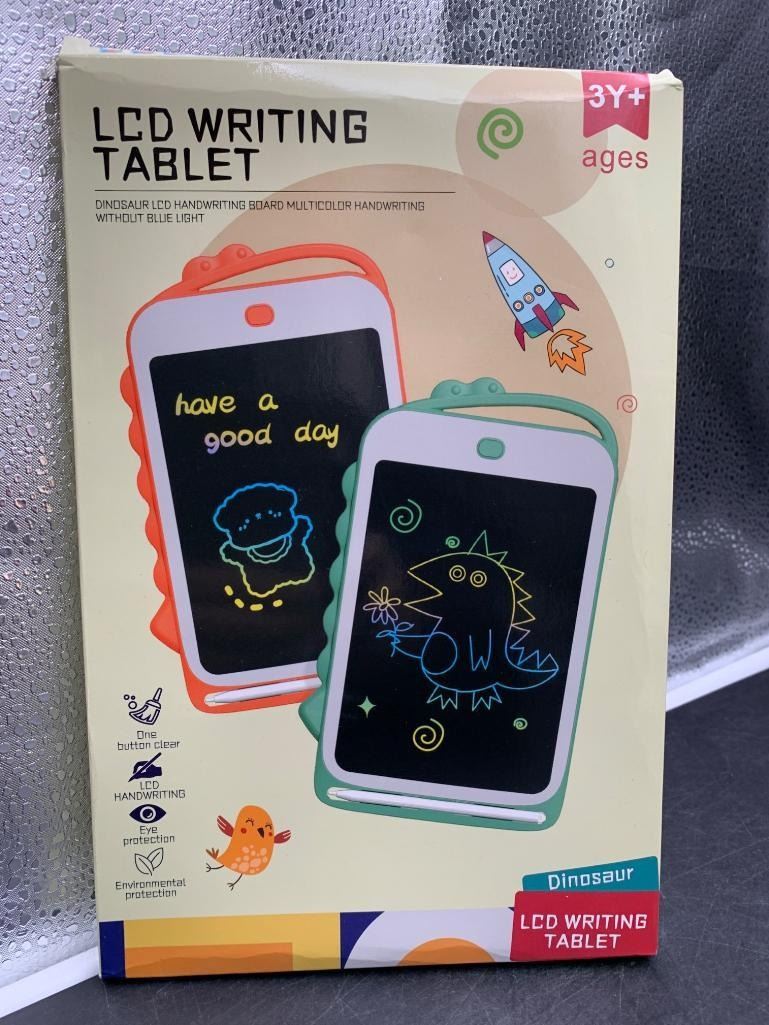 LCD WRITING
TABLET
3Y+
ages
DINOSAUR LCD HANDWRITING BOARD MULTICOLOR HANDWRITING
WITHOUT BLUE LIGHT
have a
good day
W
One
button clear
LCD
HANDWRITING
Eye
protection
Environmental
protection
Dinosaur
LCD WRITING
TABLET